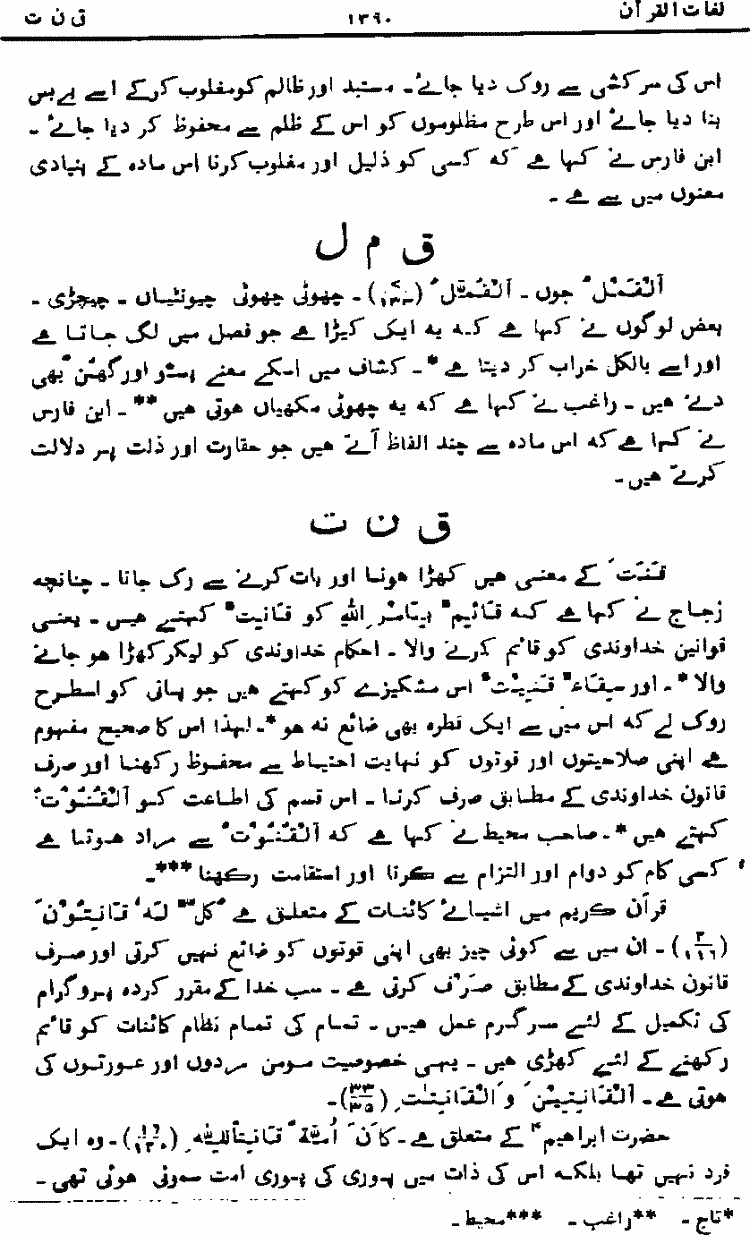 لغات القرآن ۱۳۹۰ ق ن ت
اس کی سرکشی سے روک دیا جائے۔ مستبد اور ظالم کو مغلوب کرکے اسے بےبس
بنا دیا جائے اور اس طرح مظلوموں کو اس کے ظلم سے محفوظ کر دیا جائے۔
ابن فارس نے کہا ہے کہ کسی کو ذلیل اور مغلوب کرنا اس مادہ کے بنیادی
معنوں میں سے ہے۔
ق م ل
اَلْقَمْلُ جوں۔ اَلْقُمَّلُ (۷/۱۳۳)۔ چھوٹی چھوٹی چیونٹیاں۔ چیچڑی۔
بعض لوگوں نے کہا ہے کہ یہ ایک کیڑا ہے جو فصل میں لگ جاتا ہے
اور اسے بالکل خراب کر دیتا ہے*۔ کشاف میں اسکے معنے پسّو اور گھُن بھی
دئے ہیں۔ راغب نے کہا ہے کہ یہ چھوٹی مکھیاں ہوتی ہیں**۔ ابن فارس
نے کہا ہے کہ اس مادہ سے چند الفاظ آئے ہیں جو حقارت اور ذلت پر دلالت
کرتے ہیں۔
ق ن ت
قَنَتَ کے معنی ہیں کھڑا ہونا اور بات کرنے سے رک جانا۔ چنانچہ
زجاج نے کہا ہے کہ قَائِمٌ بِاَمْرِ اللّٰہِ کو قَانِتٌ کہتے ہیں۔ یعنی
قوانین خداوندی کو قائم کرنے والا۔ احکام خداوندی کو لیکر کھڑا ہو جانے
والا*۔ اور سِقَاءٌ قَنِیْتٌ اس مشکیزے کو کہتے ہیں جو پانی کو اسطرح
روک لے کہ اس میں سے ایک قطرہ بھی ضائع نہ ہو*۔ لہذا اس کا صحیح مفہوم
ہے اپنی صلاحیتوں اور قوتوں کو نہایت احتیاط سے محفوظ رکھنا اور صرف
قانون خداوندی کے مطابق صرف کرنا۔ اس قسم کی اطاعت کو اَلْقُنُوْتُ
کہتے ہیں*۔ صاحب محیط نے کہا ہے کہ اَلْقُنُوْتُ سے مراد ہوتا ہے
کسی کام کو دوام اور التزام سے کرنا اور استقامت رکھنا***۔
قرآن کریم میں اشیائے کائنات کے متعلق ہے کُلٌّ لَہٗ قَانِتُوْنَ
(۲/۱۱۶)۔ ان میں سے کوئی چیز بھی اپنی قوتوں کو ضائع نہیں کرتی اور صرف
قانون خداوندی کے مطابق صَرْف کرتی ہے۔ سب خدا کے مقرر کردہ پروگرام
کی تکمیل کے لئے سرگرم عمل ہیں۔ تمام کی تمام نظام کائنات کو قائم
رکھنے کے لئے کھڑی ہیں۔ یہی خصوصیت مومن مردوں اور عورتوں کی
ہوتی ہے۔ اَلْقَانِتِیْنَ وَالْقَانِتٰتِ (۳۳/۳۵)۔
حضرت ابراھیمؑ کے متعلق ہے۔ کَانَ اُمَّۃً قَانِتًا لِلّٰہِ (۱۶/۱۲۰)۔ وہ ایک
فرد نہیں تھا بلکہ اس کی ذات میں پوری کی پوری امت سموئی ہوئی تھی۔
*تاج۔ **راغب۔ ***محیط۔